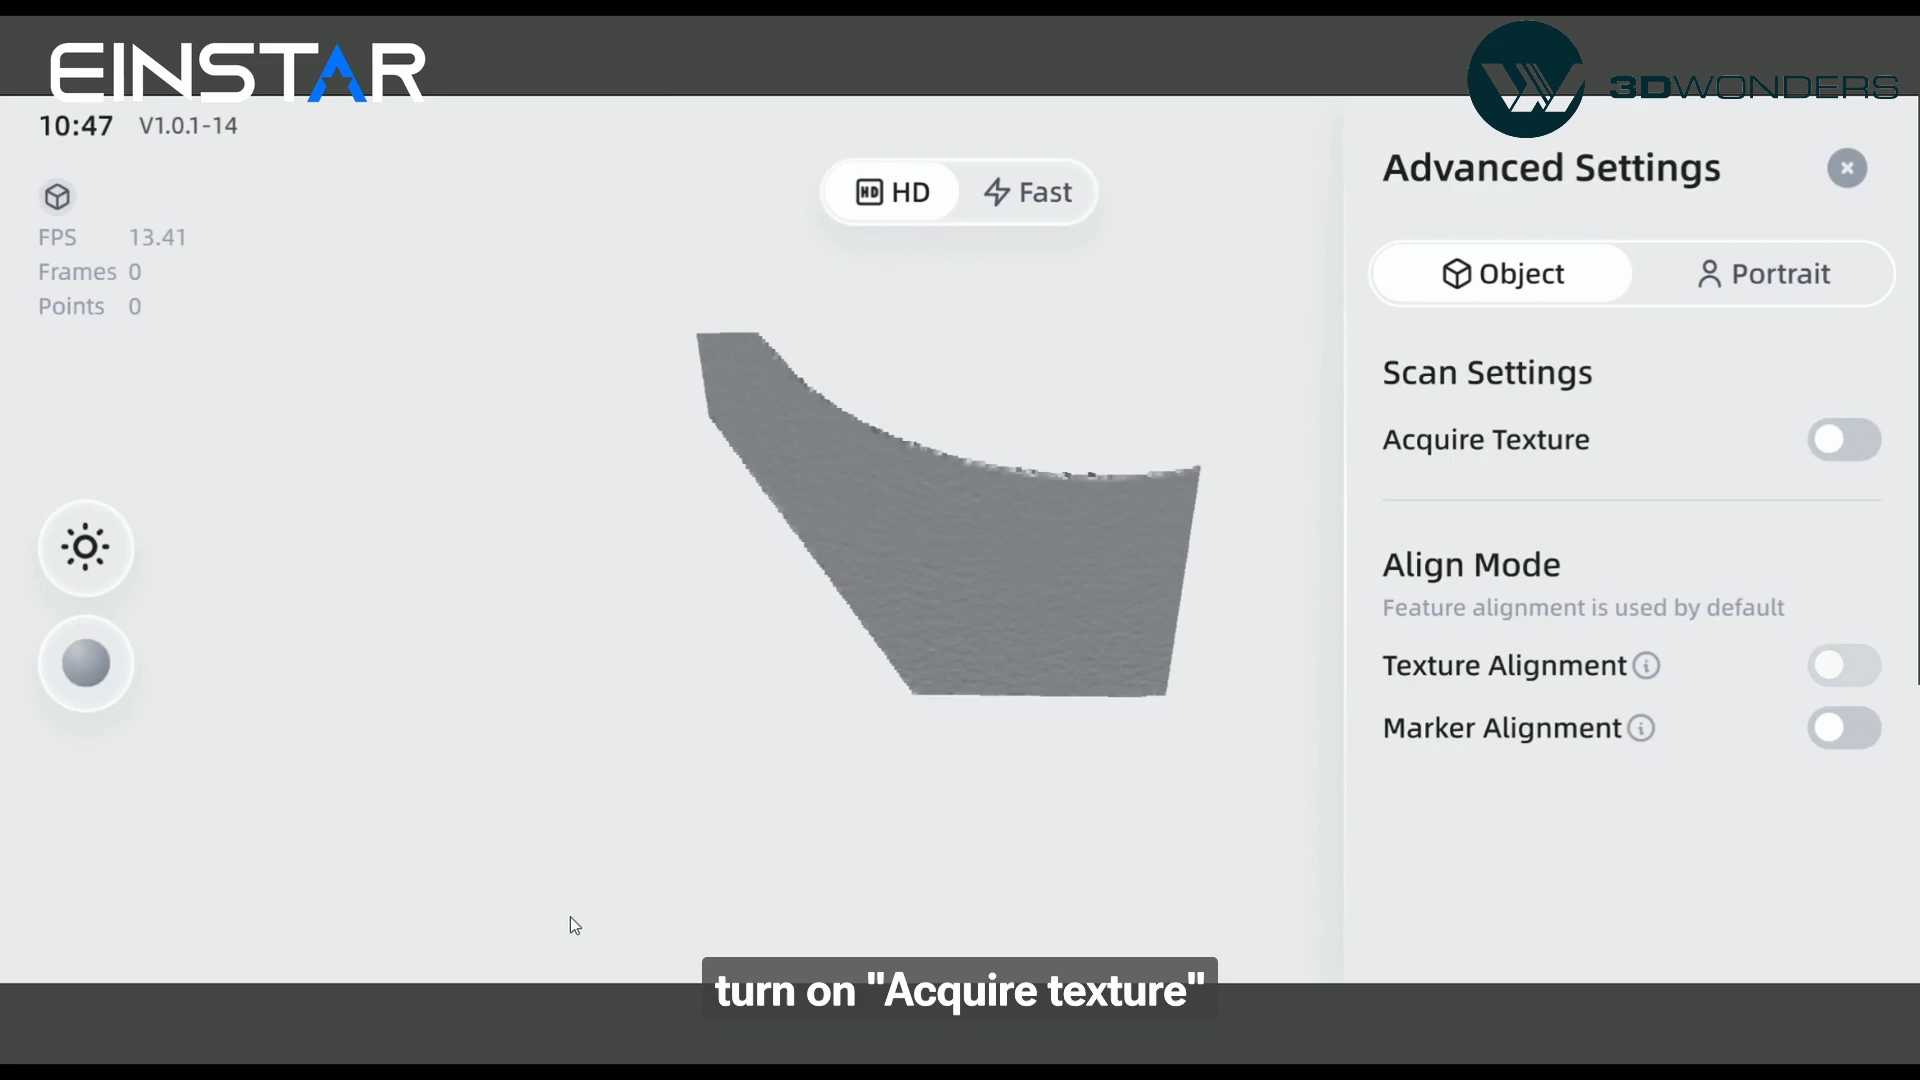 EINSTAR
3DWONDERS
10:47 V1.0.1-14
FPS 13.41
Frames 0
Points 0
HD HD
Fast
Advanced Settings
Object
Portrait
Scan Settings
Acquire Texture
Align Mode
Feature alignment is used by default
Texture Alignment
Marker Alignment
turn on "Acquire texture"